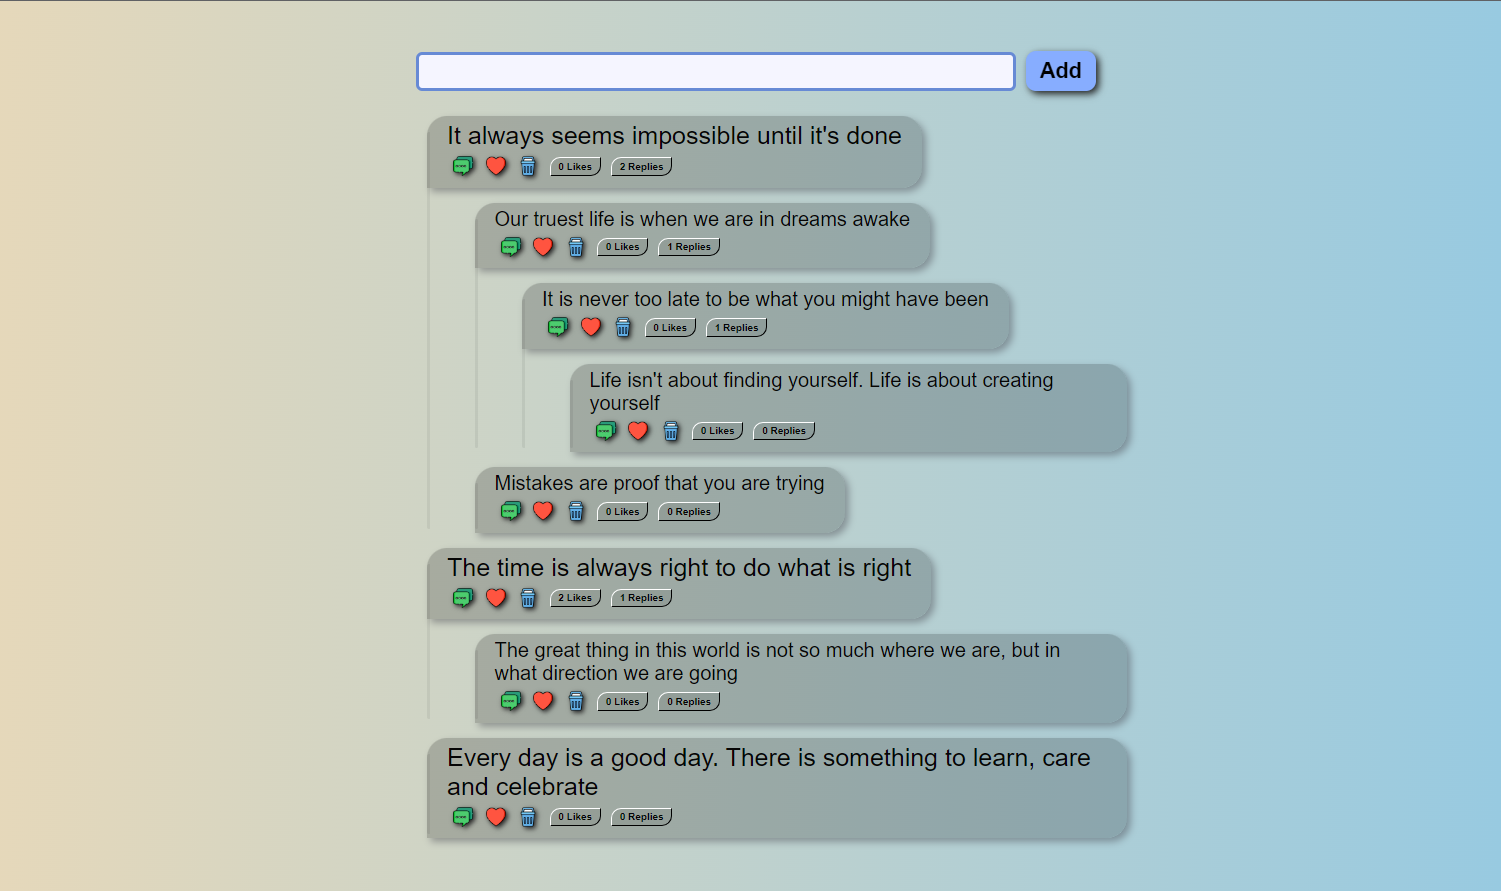 Add
It always seems impossible until it's done
0 Likes 2 Replies
Our truest life is when we are in dreams awake
0 Likes 1 Replies
It is never too late to be what you might have been
0 Likes 1 Replies
Life isn't about finding yourself. Life is about creating
yourself
0 Likes 0 Replies
Mistakes are proof that you are trying
0 Likes 0 Replies
The time is always right to do what is right
2 Likes 1 Replies
The great thing in this world is not so much where we are, but in
what direction we are going
0 Likes 0 Replies
Every day is a good day. There is something to learn, care
and celebrate
0 Likes 0 Replies